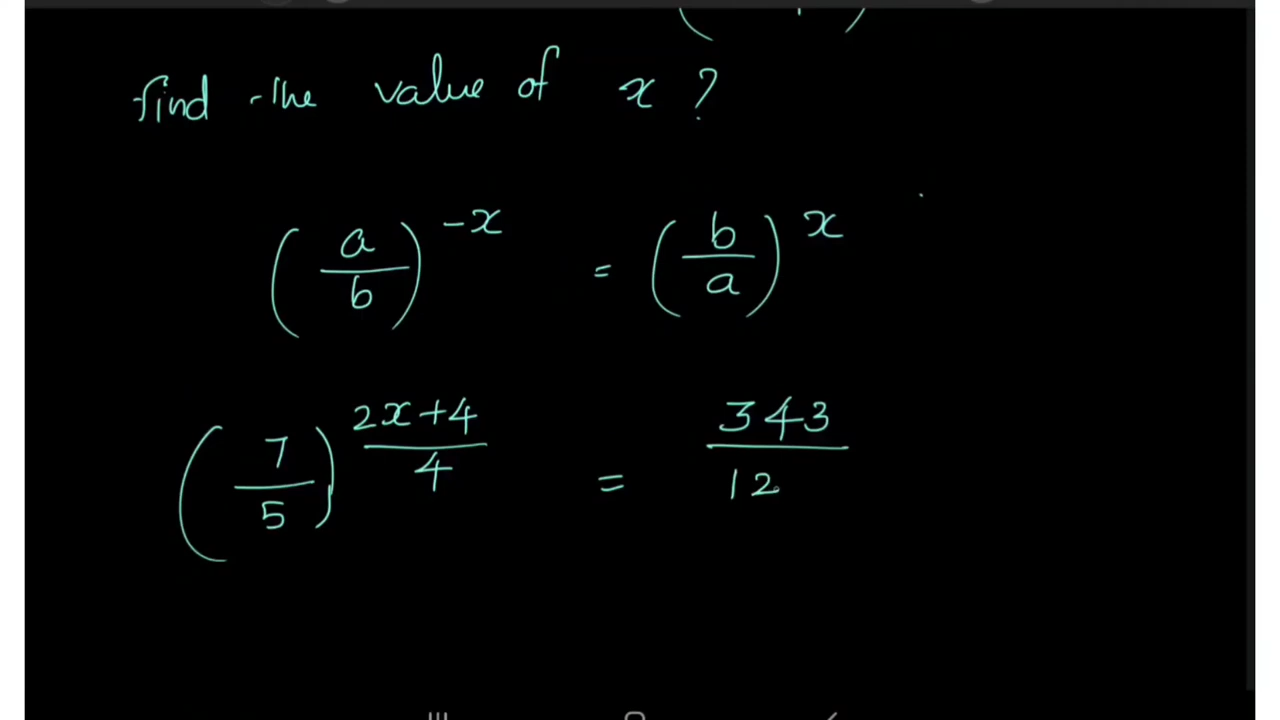 find the value of x ?
(a/b)^-x = (b/a)^x
(7/5)^(2x+4)/4 = 343/12